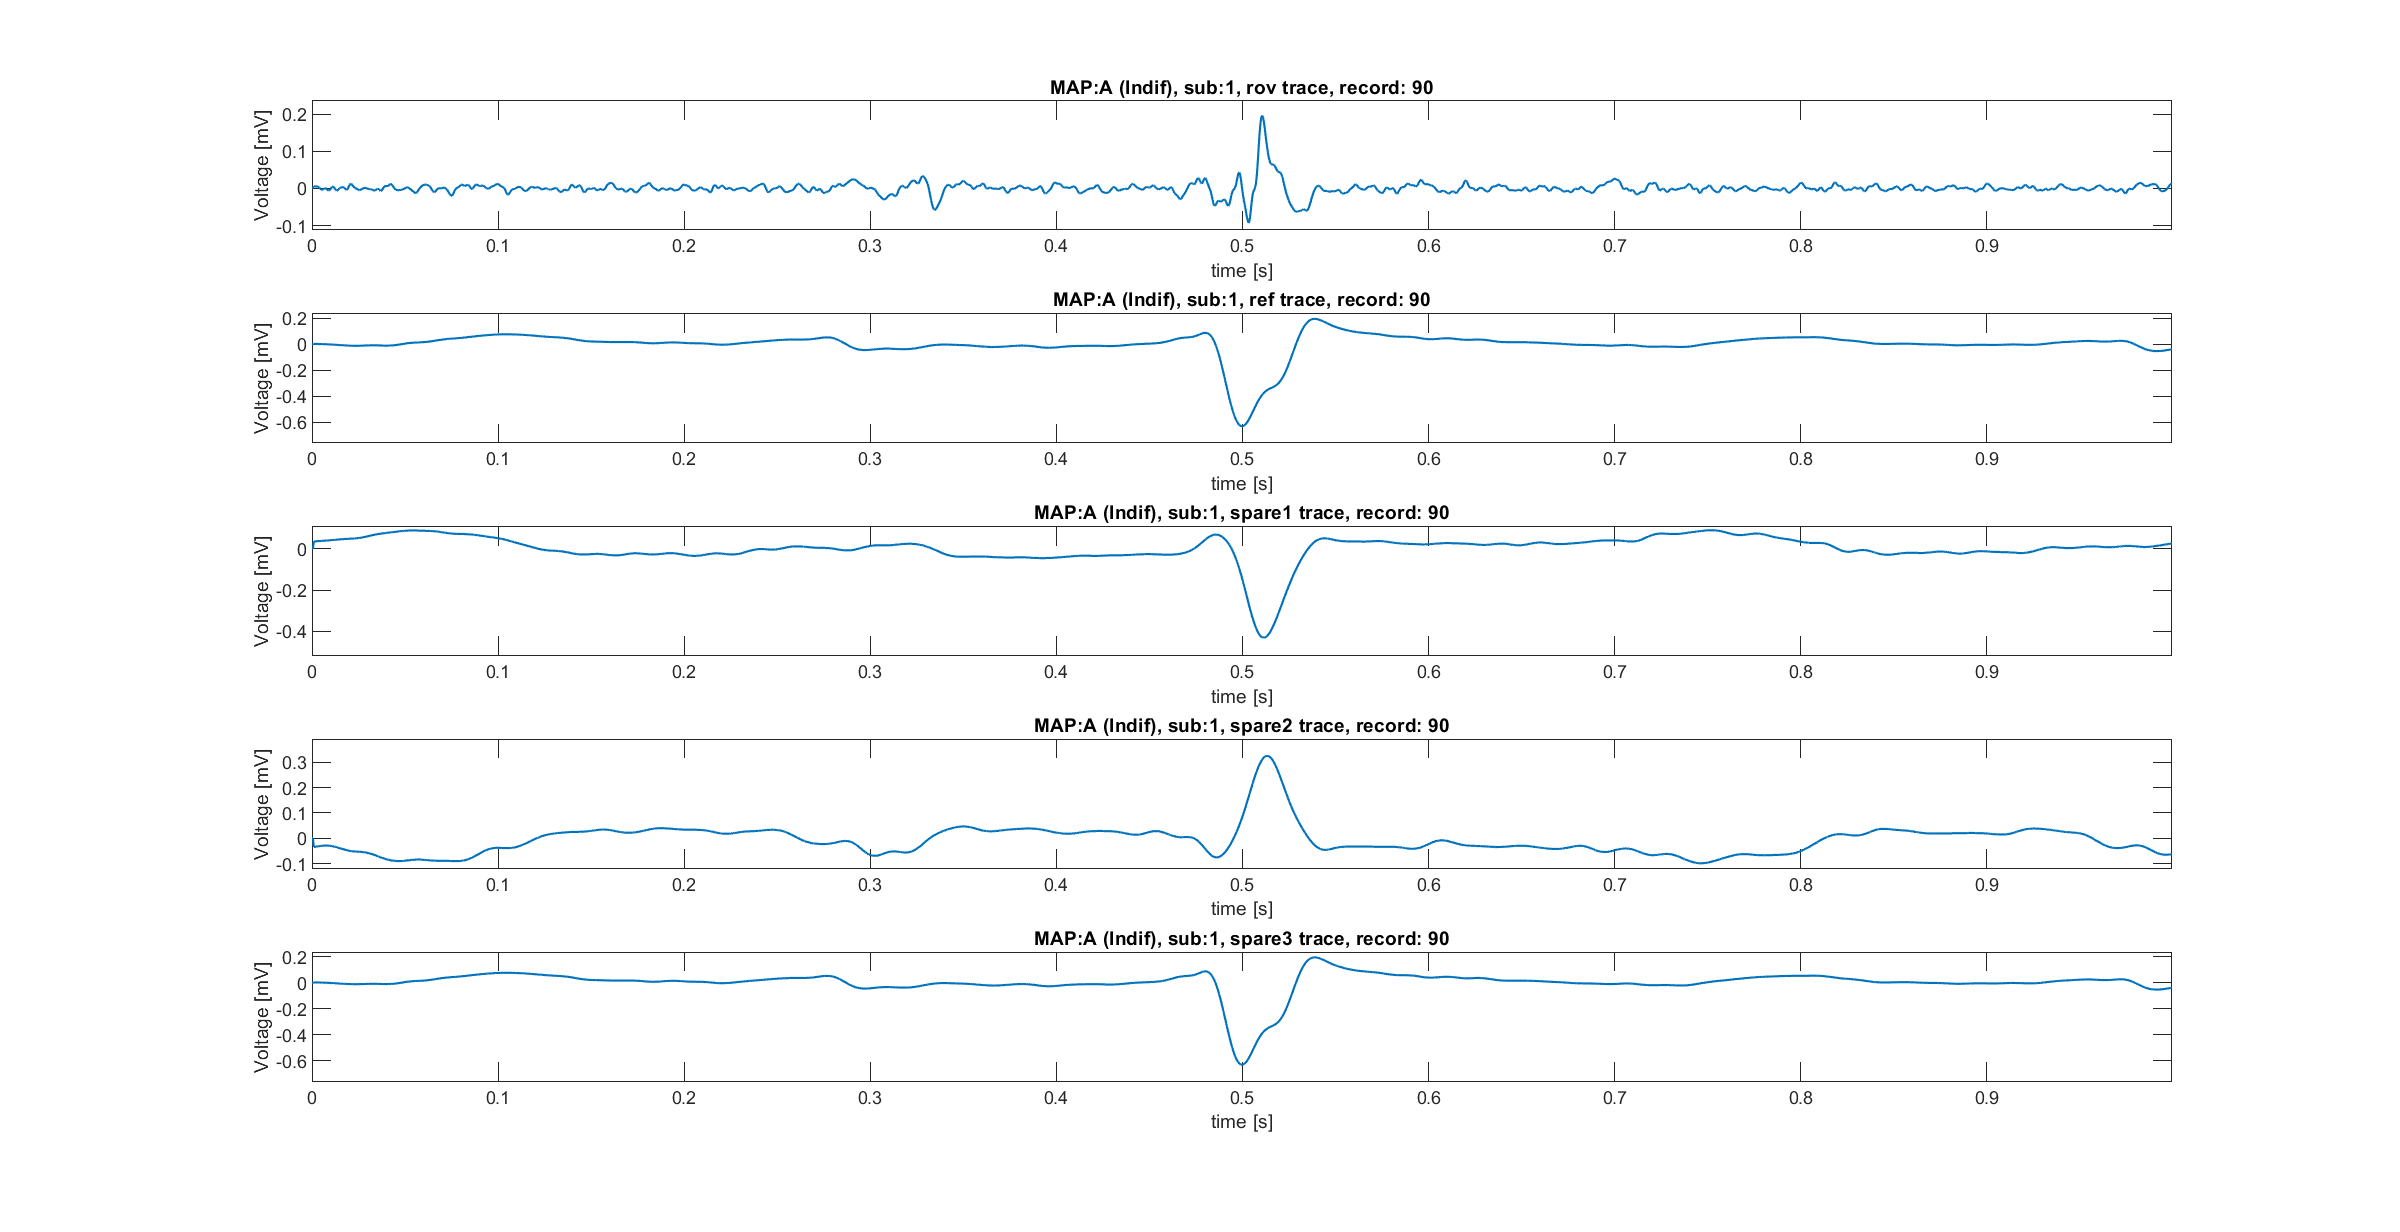 MAP:A (Indif), sub:1, rov trace, record: 90
Voltage [mV]
0.2
0.1
0
-0.1
0 0.1 0.2 0.3 0.4 0.5 0.6 0.7 0.8 0.9
time [s]
MAP:A (Indif), sub:1, ref trace, record: 90
Voltage [mV]
0.2
0
-0.2
-0.4
-0.6
0 0.1 0.2 0.3 0.4 0.5 0.6 0.7 0.8 0.9
time [s]
MAP:A (Indif), sub:1, spare1 trace, record: 90
Voltage [mV]
0
-0.2
-0.4
0 0.1 0.2 0.3 0.4 0.5 0.6 0.7 0.8 0.9
time [s]
MAP:A (Indif), sub:1, spare2 trace, record: 90
Voltage [mV]
0.3
0.2
0.1
0
-0.1
0 0.1 0.2 0.3 0.4 0.5 0.6 0.7 0.8 0.9
time [s]
MAP:A (Indif), sub:1, spare3 trace, record: 90
Voltage [mV]
0.2
0
-0.2
-0.4
-0.6
0 0.1 0.2 0.3 0.4 0.5 0.6 0.7 0.8 0.9
time [s]